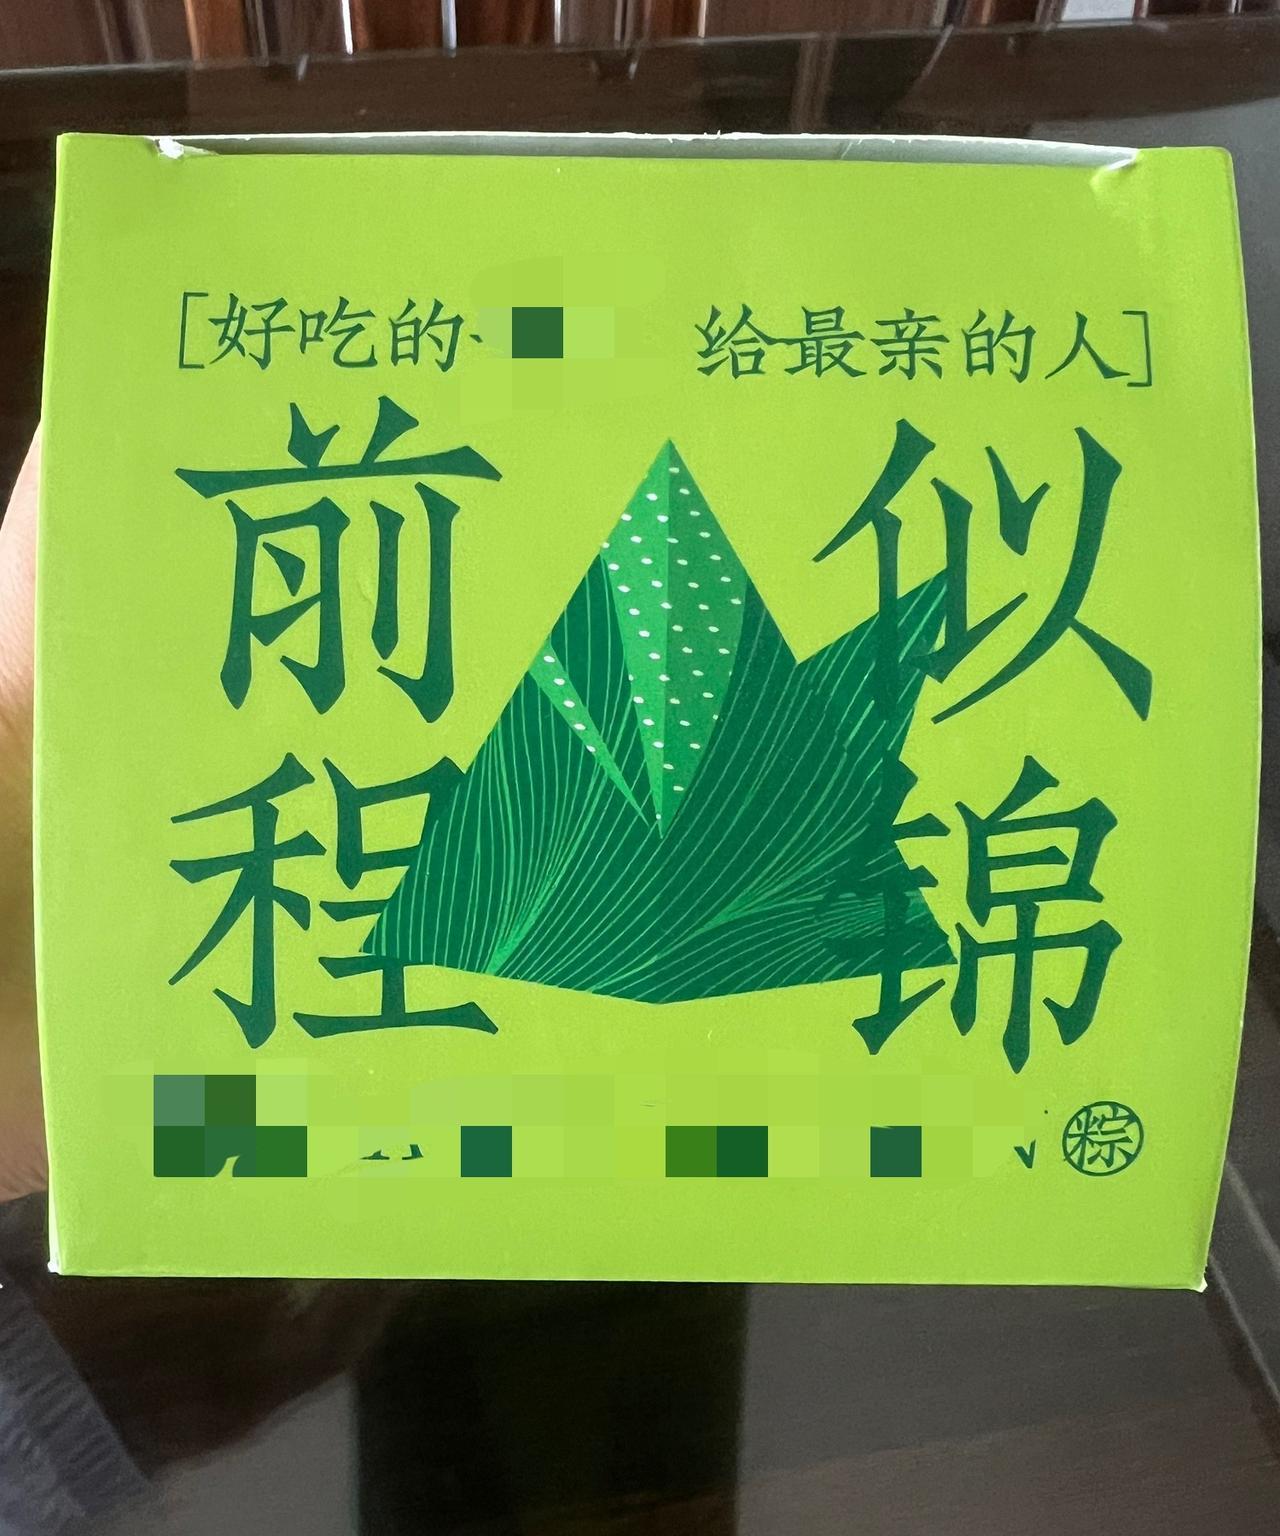 [好吃的 给最亲的人]
前 似
程 锦
粽